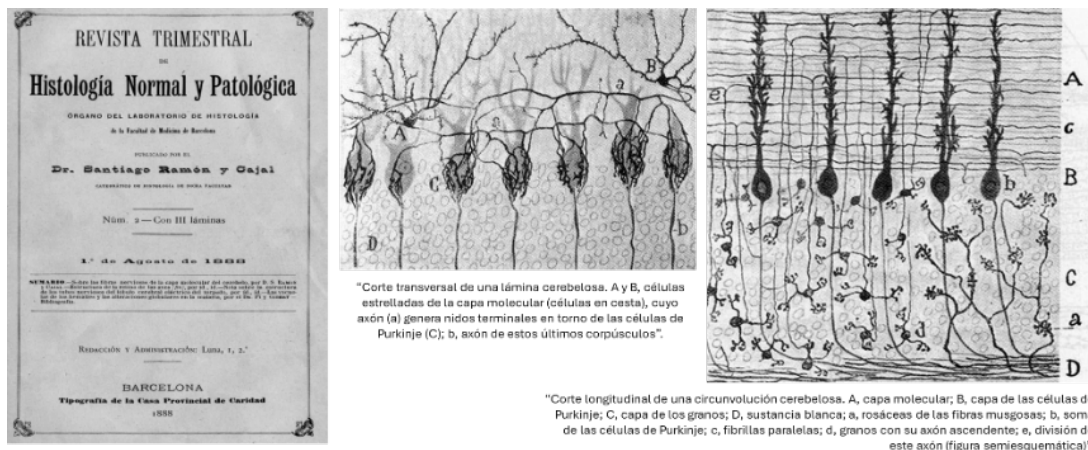 REVISTA TRIMESTRAL
DE
Histología Normal y Patológica
ÓRGANO DEL LABORATORIO DE HISTOLOGÍA
de la Facultad de Medicina de Barcelona
PUBLICADO POR EL
Dr. Santiago Ramón y Cajal
CATEDRÁTICO DE HISTOLOGÍA DE DICHA FACULTAD
Núm. 2—Con III láminas
1.º de Agosto de 1888
SUMARIO
REDACCIÓN Y ADMINISTRACIÓN: Luna, 1, 2.º
BARCELONA
Tipografía de la Casa Provincial de Caridad
1888
B
a
a
A
C
D
b
"Corte transversal de una lámina cerebelosa. A y B, células
estrelladas de la capa molecular (células en cesta), cuyo
axón (a) genera nidos terminales en torno de las células de
Purkinje (C); b, axón de estos últimos corpúsculos".
A
e
c
B
b
C
a
d
D
"Corte longitudinal de una circunvolución cerebelosa. A, capa molecular; B, capa de las células d
Purkinje; C, capa de los granos; D, sustancia blanca; a, rosáceas de las fibras musgosas; b, som
de las células de Purkinje; c, fibrillas paralelas; d, granos con su axón ascendente; e, división d
este axón (figura semiesquemática)"